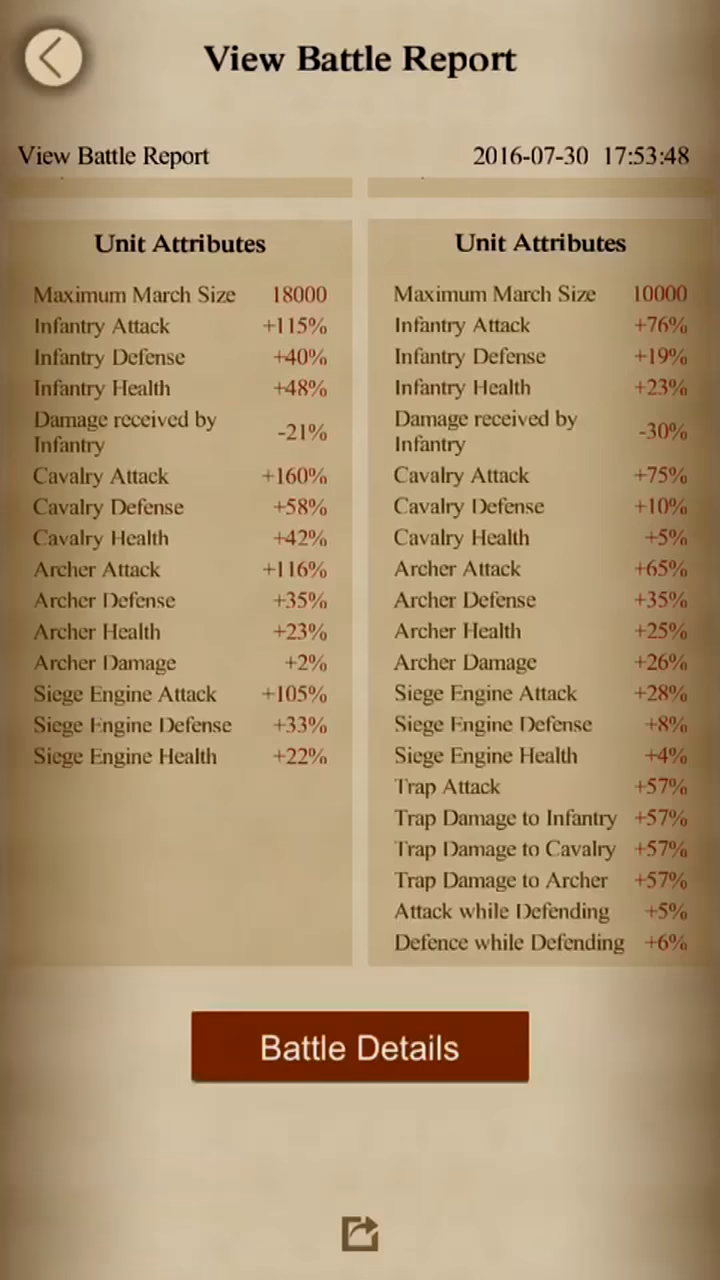 View Battle Report
View Battle Report 2016-07-30 17:53:48
Unit Attributes
Maximum March Size 18000
Infantry Attack +115%
Infantry Defense +40%
Infantry Health +48%
Damage received by
Infantry -21%
Cavalry Attack +160%
Cavalry Defense +58%
Cavalry Health +42%
Archer Attack +116%
Archer Defense +35%
Archer Health +23%
Archer Damage +2%
Siege Engine Attack +105%
Siege Engine Defense +33%
Siege Engine Health +22%
Unit Attributes
Maximum March Size 10000
Infantry Attack +76%
Infantry Defense +19%
Infantry Health +23%
Damage received by
Infantry -30%
Cavalry Attack +75%
Cavalry Defense +10%
Cavalry Health +5%
Archer Attack +65%
Archer Defense +35%
Archer Health +25%
Archer Damage +26%
Siege Engine Attack +28%
Siege Engine Defense +8%
Siege Engine Health +4%
Trap Attack +57%
Trap Damage to Infantry +57%
Trap Damage to Cavalry +57%
Trap Damage to Archer +57%
Attack while Defending +5%
Defence while Defending +6%
Battle Details